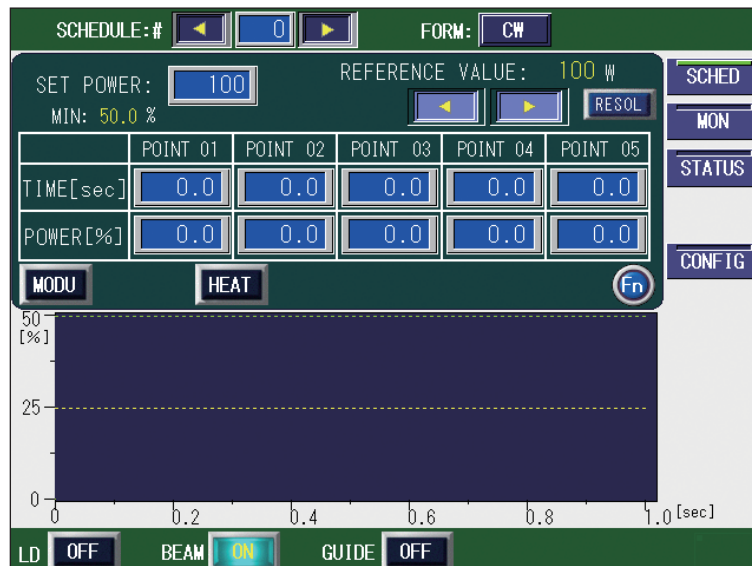 SCHEDULE:# ◄ 0 ► FORM: CW
SET POWER: 100 REFERENCE VALUE: 100 W
MIN: 50.0 % ◄ ► RESOL
POINT 01 POINT 02 POINT 03 POINT 04 POINT 05
TIME[sec] 0.0 0.0 0.0 0.0 0.0
POWER[%] 0.0 0.0 0.0 0.0 0.0
MODU HEAT Fn
SCHED
MON
STATUS
CONFIG
50
[%]
25
0
0 0.2 0.4 0.6 0.8 1.0 [sec]
LD OFF BEAM ON GUIDE OFF